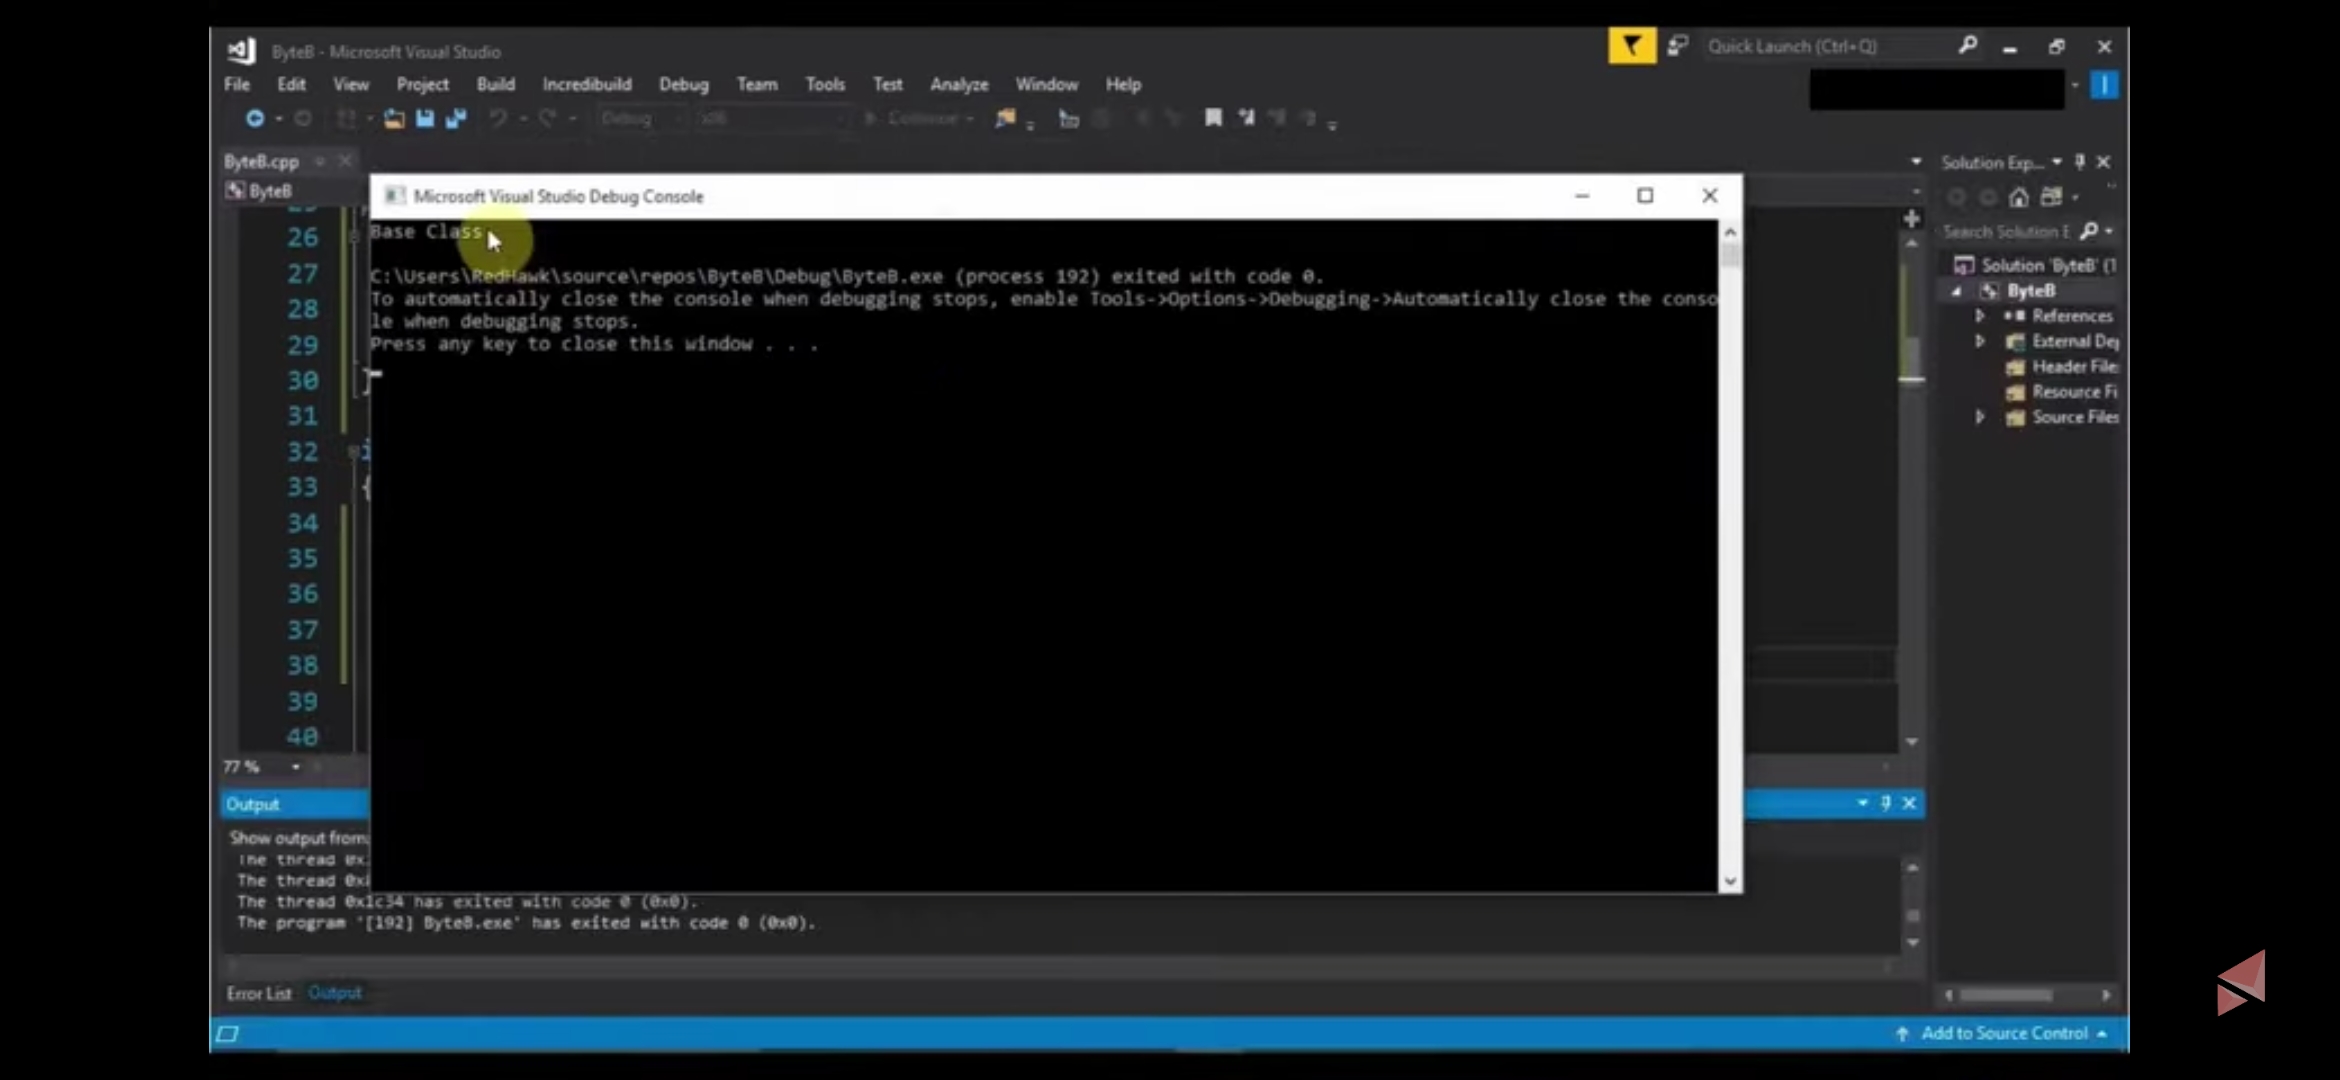 ByteB - Microsoft Visual Studio
Quick Launch (Ctrl+Q)
File Edit View Project Build Incredibuild Debug Team Tools Test Analyze Window Help
Debug x86 Continue
ByteB.cpp
Solution Exp...
ByteB
Microsoft Visual Studio Debug Console
Search Solution E
Base Class
C:\Users\RedHawk\source\repos\ByteB\Debug\ByteB.exe (process 192) exited with code 0.
To automatically close the console when debugging stops, enable Tools->Options->Debugging->Automatically close the conso
le when debugging stops.
Press any key to close this window . . .
Solution 'ByteB' (1
ByteB
References
External Dep
Header File
Resource Fi
Source Files
26
27
28
29
30 }
31
32
33 {
34
35
36
37
38
39
40
77 %
Output
Show output from:
The thread 0x
The thread 0x
The thread 0x1c34 has exited with code 0 (0x0).
The program '[192] ByteB.exe' has exited with code 0 (0x0).
Error List Output
Add to Source Control